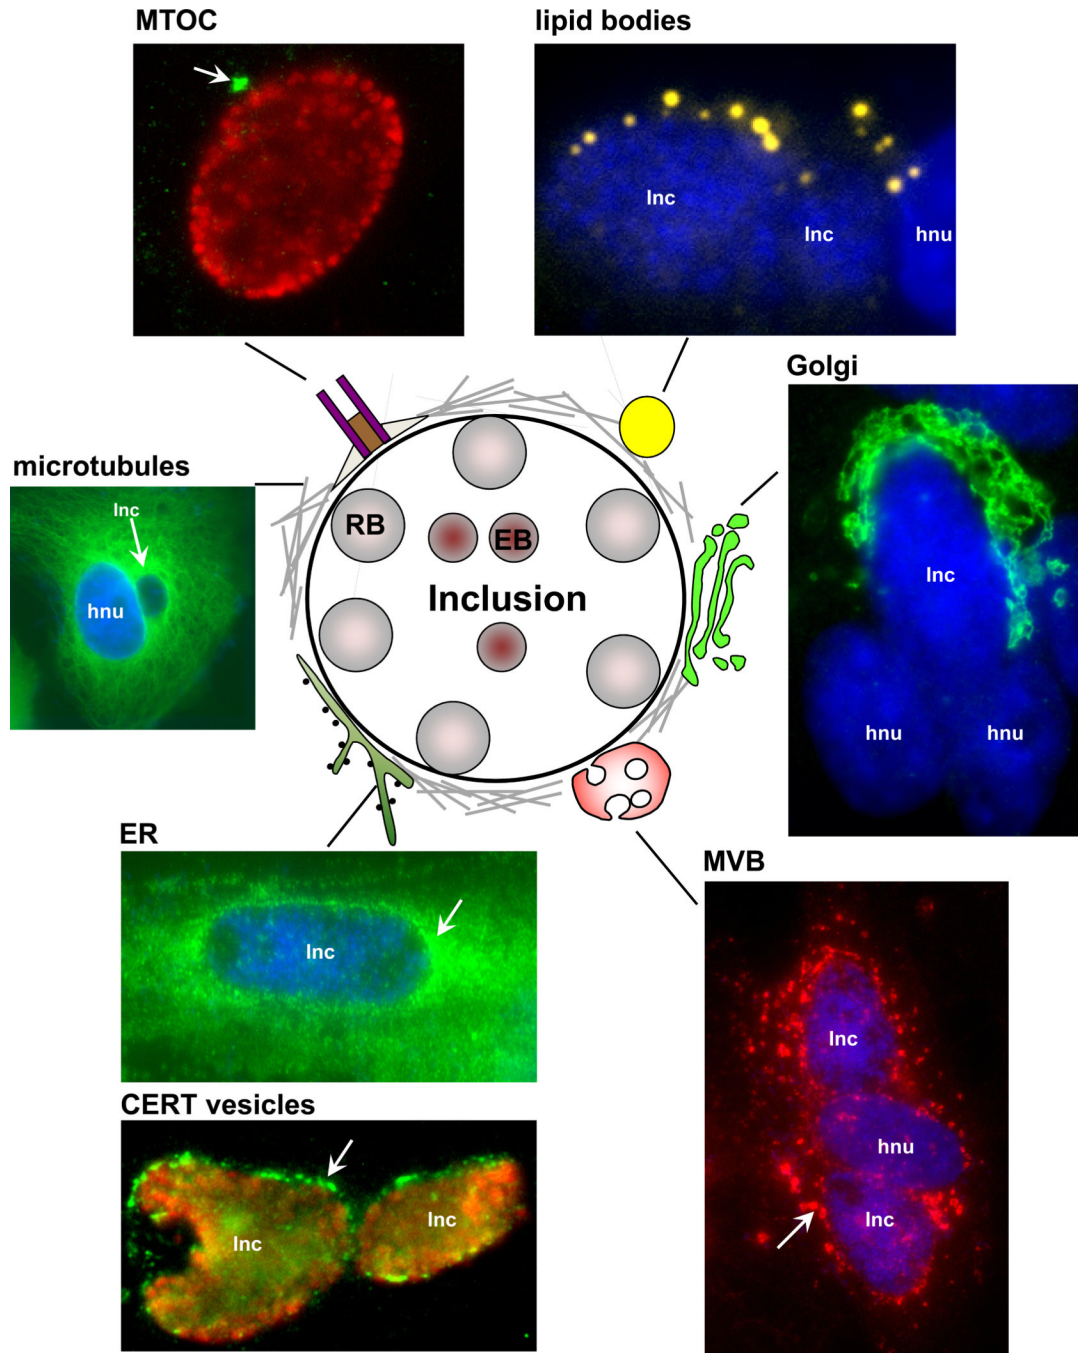 MTOC
lipid bodies
Inc
Inc
hnu
Golgi
microtubules
Inc
hnu
RB
EB
Inclusion
Inc
hnu
hnu
ER
Inc
MVB
Inc
hnu
Inc
CERT vesicles
Inc
Inc